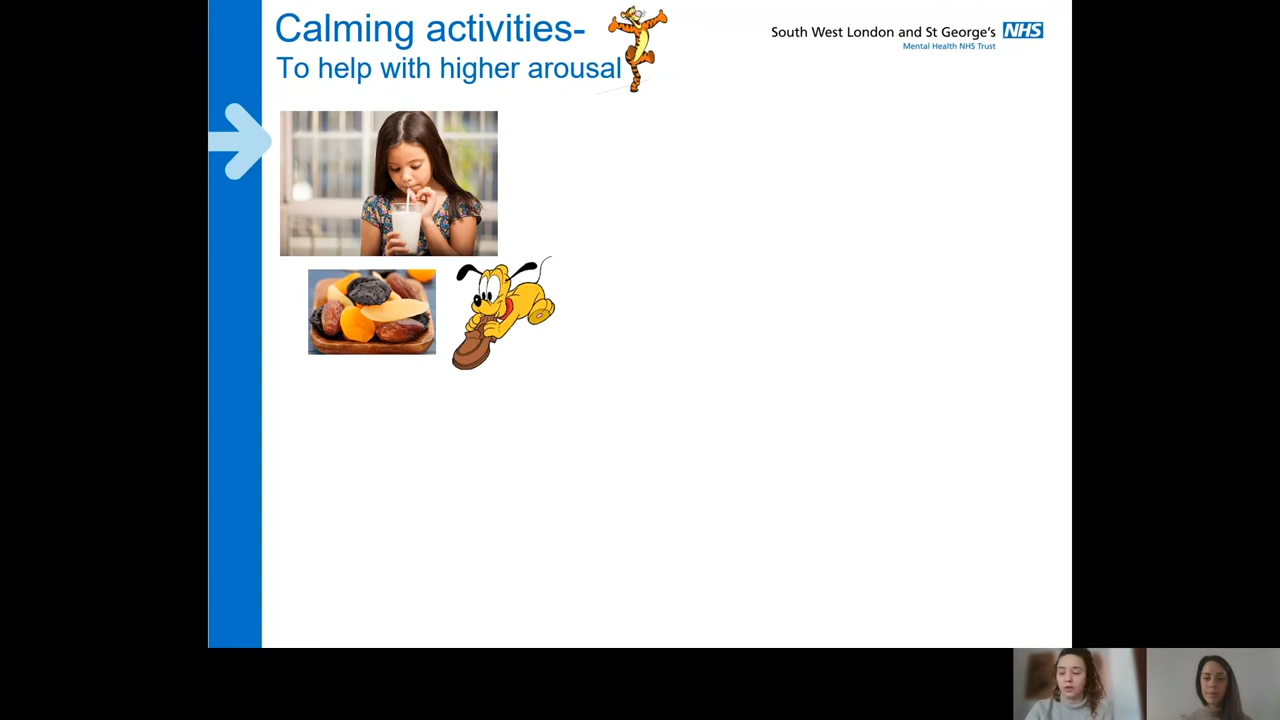 Calming activities-
To help with higher arousal
South West London and St George's NHS
Mental Health NHS Trust